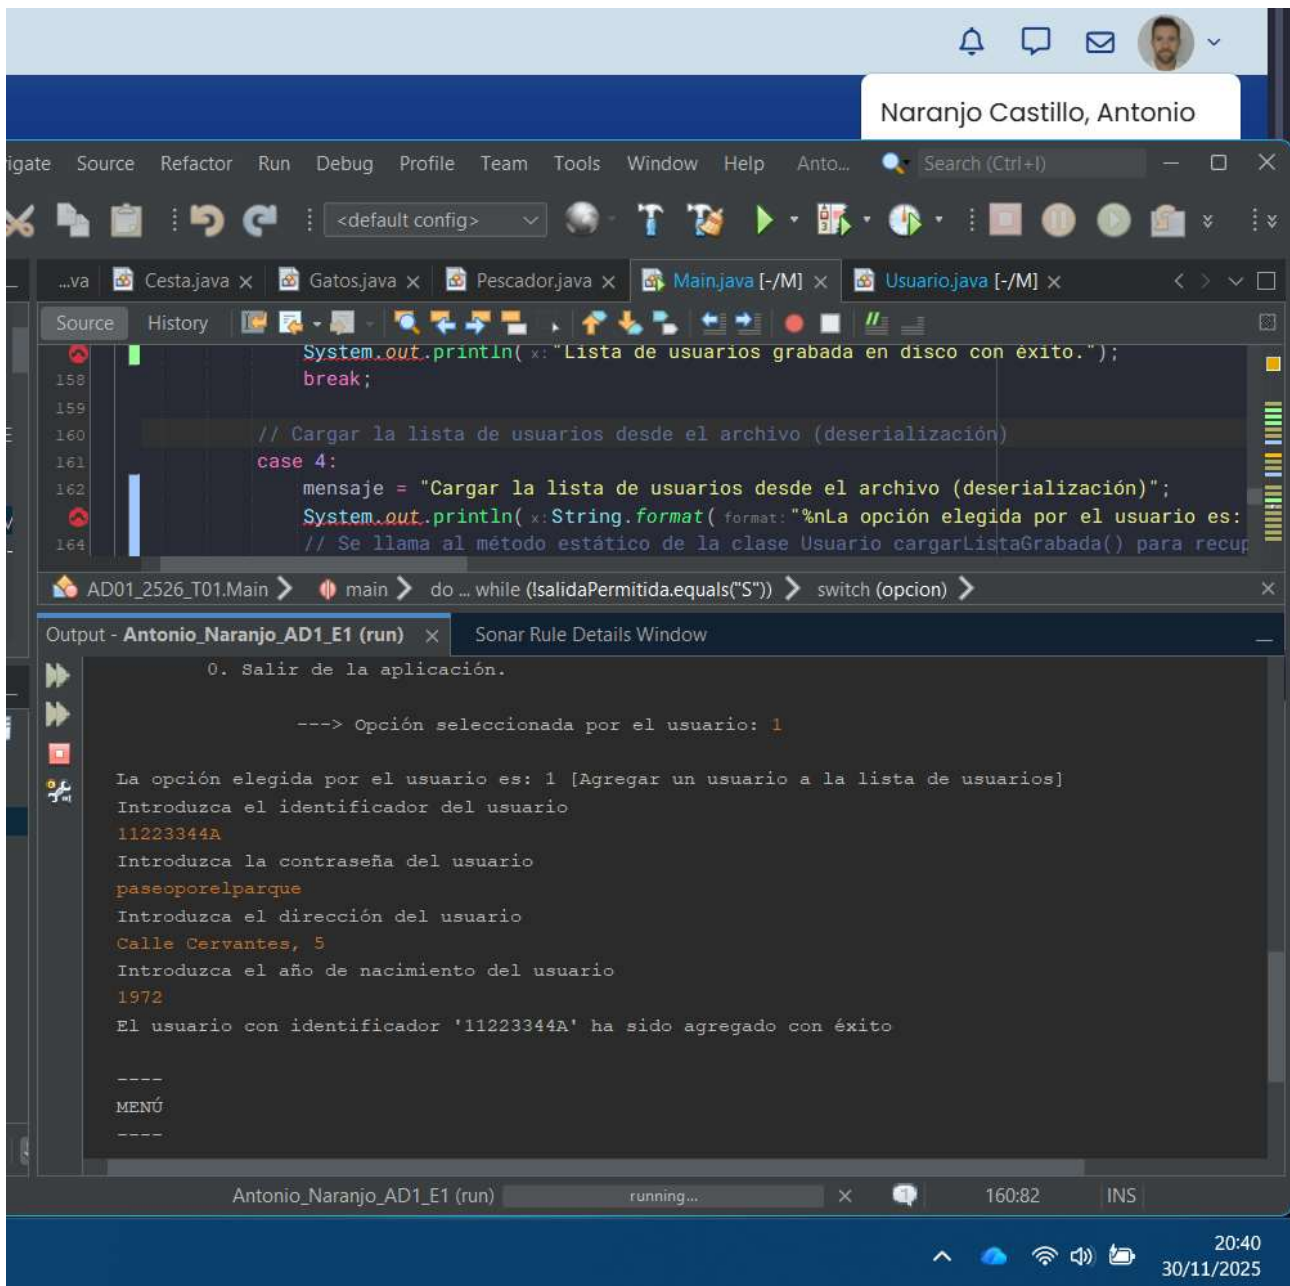 Naranjo Castillo, Antonio
Source Refactor Run Debug Profile Team Tools Window Help Anto... Search (Ctrl+I)
<default config>
...va Cesta.java Gatos.java Pescador.java Main.java [-/M] Usuario.java [-/M]
Source History
System.out.println( x: "Lista de usuarios grabada en disco con éxito.");
158 break;
159
160 // Cargar la lista de usuarios desde el archivo (deserialización)
161 case 4:
162 mensaje = "Cargar la lista de usuarios desde el archivo (deserialización)";
System.out.println( x: String.format( format: "%nLa opción elegida por el usuario es:
164 // Se llama al método estático de la clase Usuario cargarListaGrabada() para recup
AD01_2526_T01.Main main do ... while (!salidaPermitida.equals("S")) switch (opcion)
Output - Antonio_Naranjo_AD1_E1 (run) Sonar Rule Details Window
0. Salir de la aplicación.
---> Opción seleccionada por el usuario: 1
La opción elegida por el usuario es: 1 [Agregar un usuario a la lista de usuarios]
Introduzca el identificador del usuario
11223344A
Introduzca la contraseña del usuario
paseoporelparque
Introduzca el dirección del usuario
Calle Cervantes, 5
Introduzca el año de nacimiento del usuario
1972
El usuario con identificador '11223344A' ha sido agregado con éxito
----
MENÚ
----
Antonio_Naranjo_AD1_E1 (run) running... 1 160:82 INS
20:40
30/11/2025